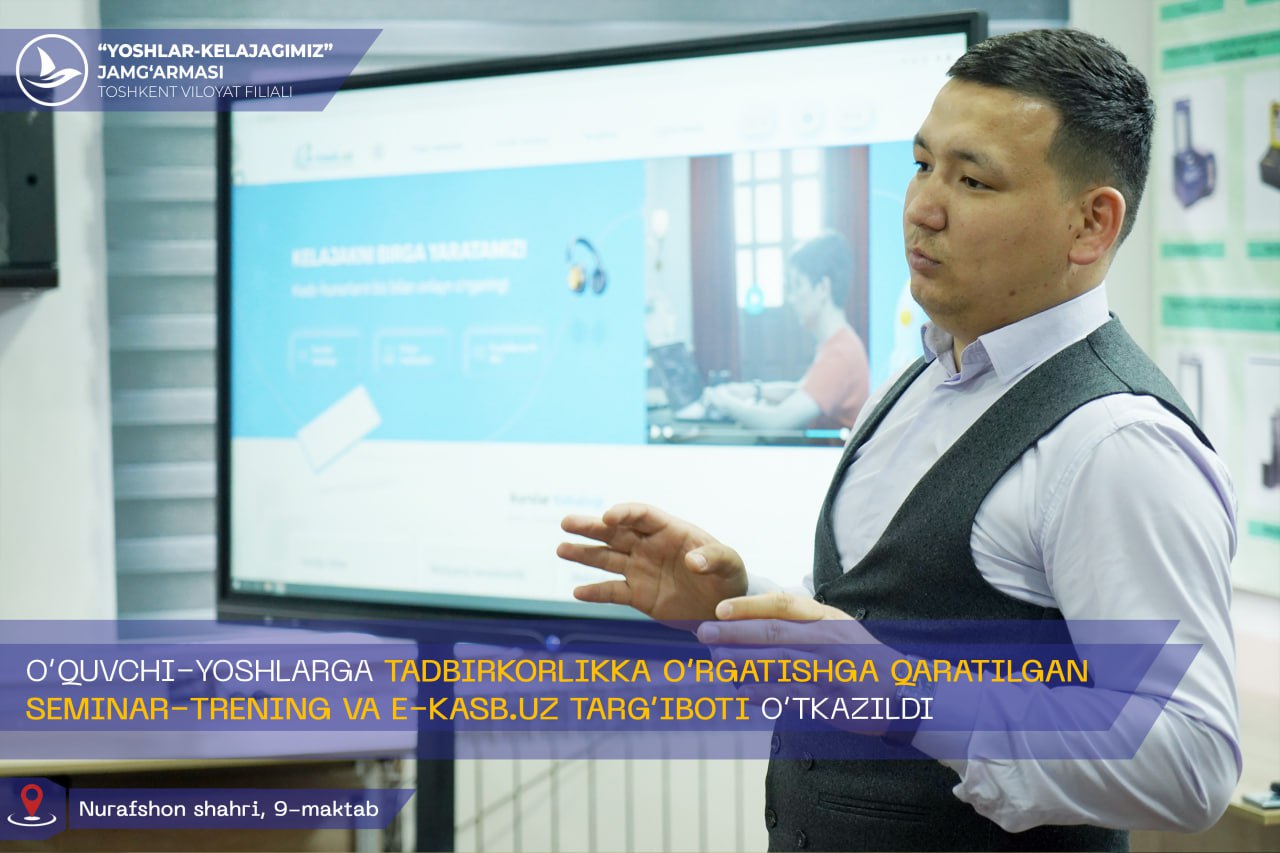 “YOSHLAR-KELAJAGIMIZ”
JAMG‘ARMASI
TOSHKENT VILOYAT FILIALI
KELAJAKNI BIRGA YARATAMIZ!
O‘QUVCHI-YOSHLARGA TADBIRKORLIKKA O‘RGATISHGA QARATILGAN
SEMINAR-TRENING VA E-KASB.UZ TARG‘IBOTI O‘TKAZILDI
Nurafshon shahri, 9-maktab